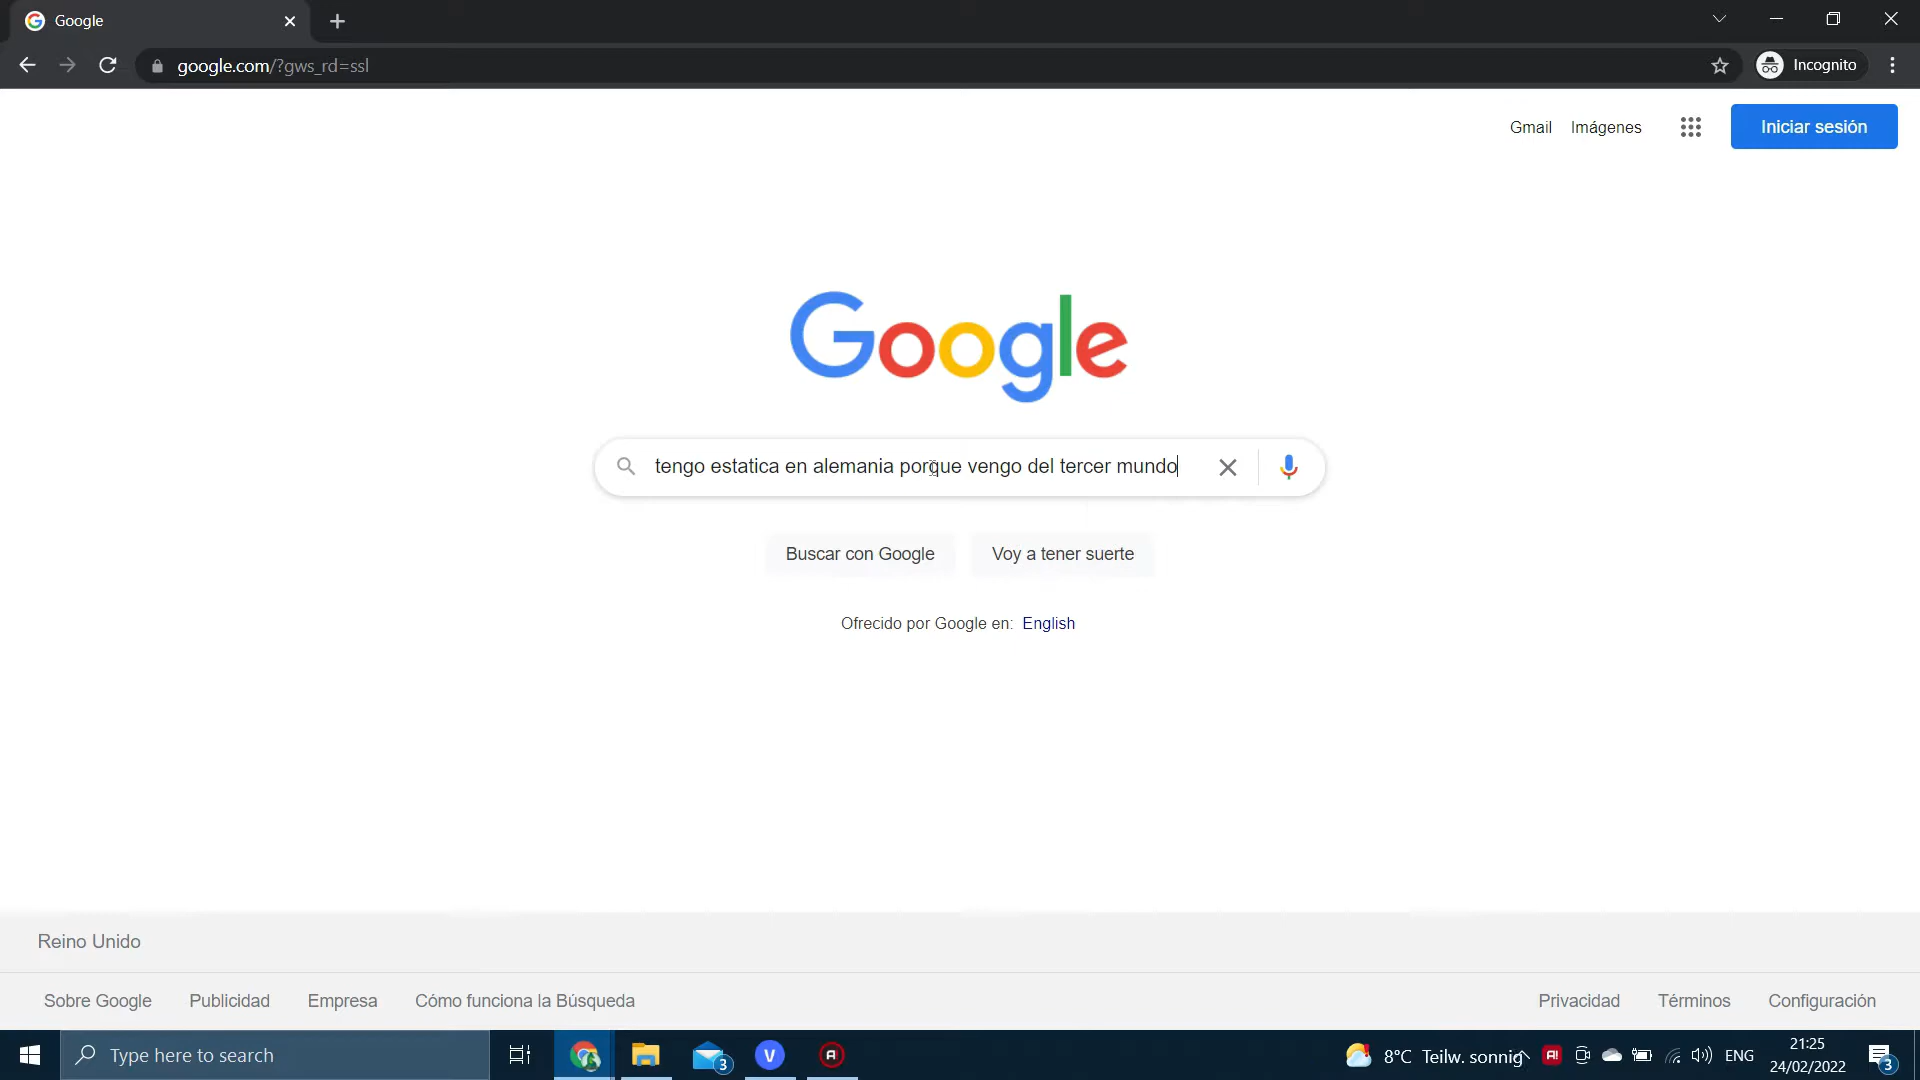 Google
google.com/?gws_rd=ssl
Incognito
Gmail Imágenes
Iniciar sesión
Google
tengo estatica en alemania porque vengo del tercer mundo
Buscar con Google Voy a tener suerte
Ofrecido por Google en: English
Reino Unido
Sobre Google Publicidad Empresa Cómo funciona la Búsqueda Privacidad Términos Configuración
Type here to search
3
V
A
8°C Teilw. sonnig
A!
ENG
21:25
24/02/2022
3